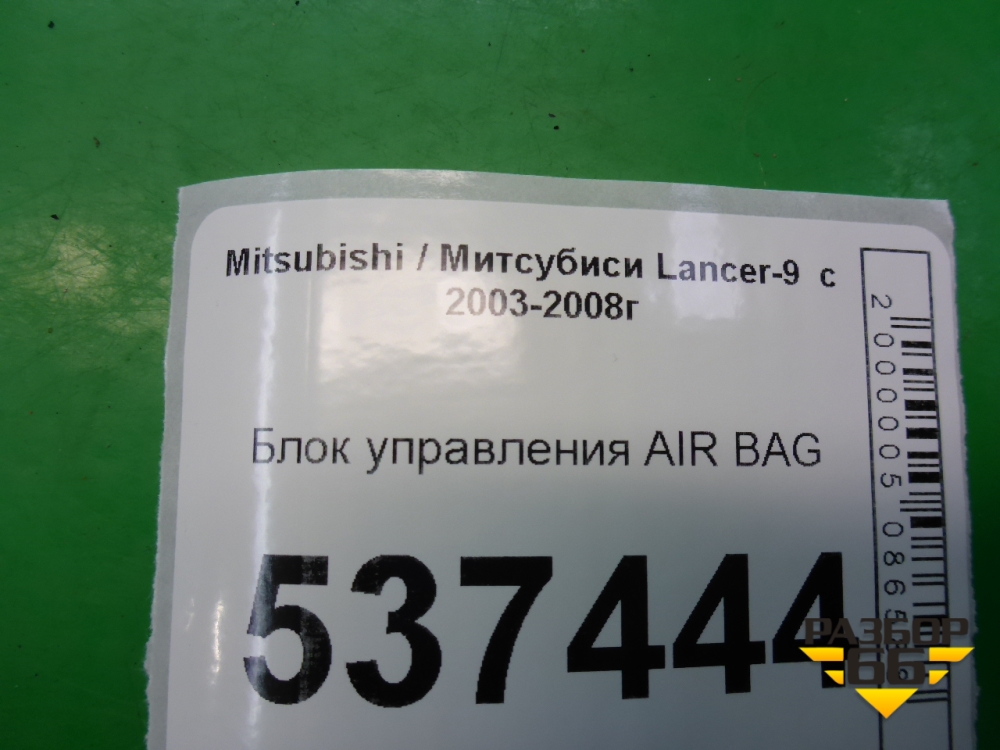 Mitsubishi / Митсубиси Lancer-9 с
2003-2008г
Блок управления AIR BAG
537444
2000005086
РАЗБОР
66